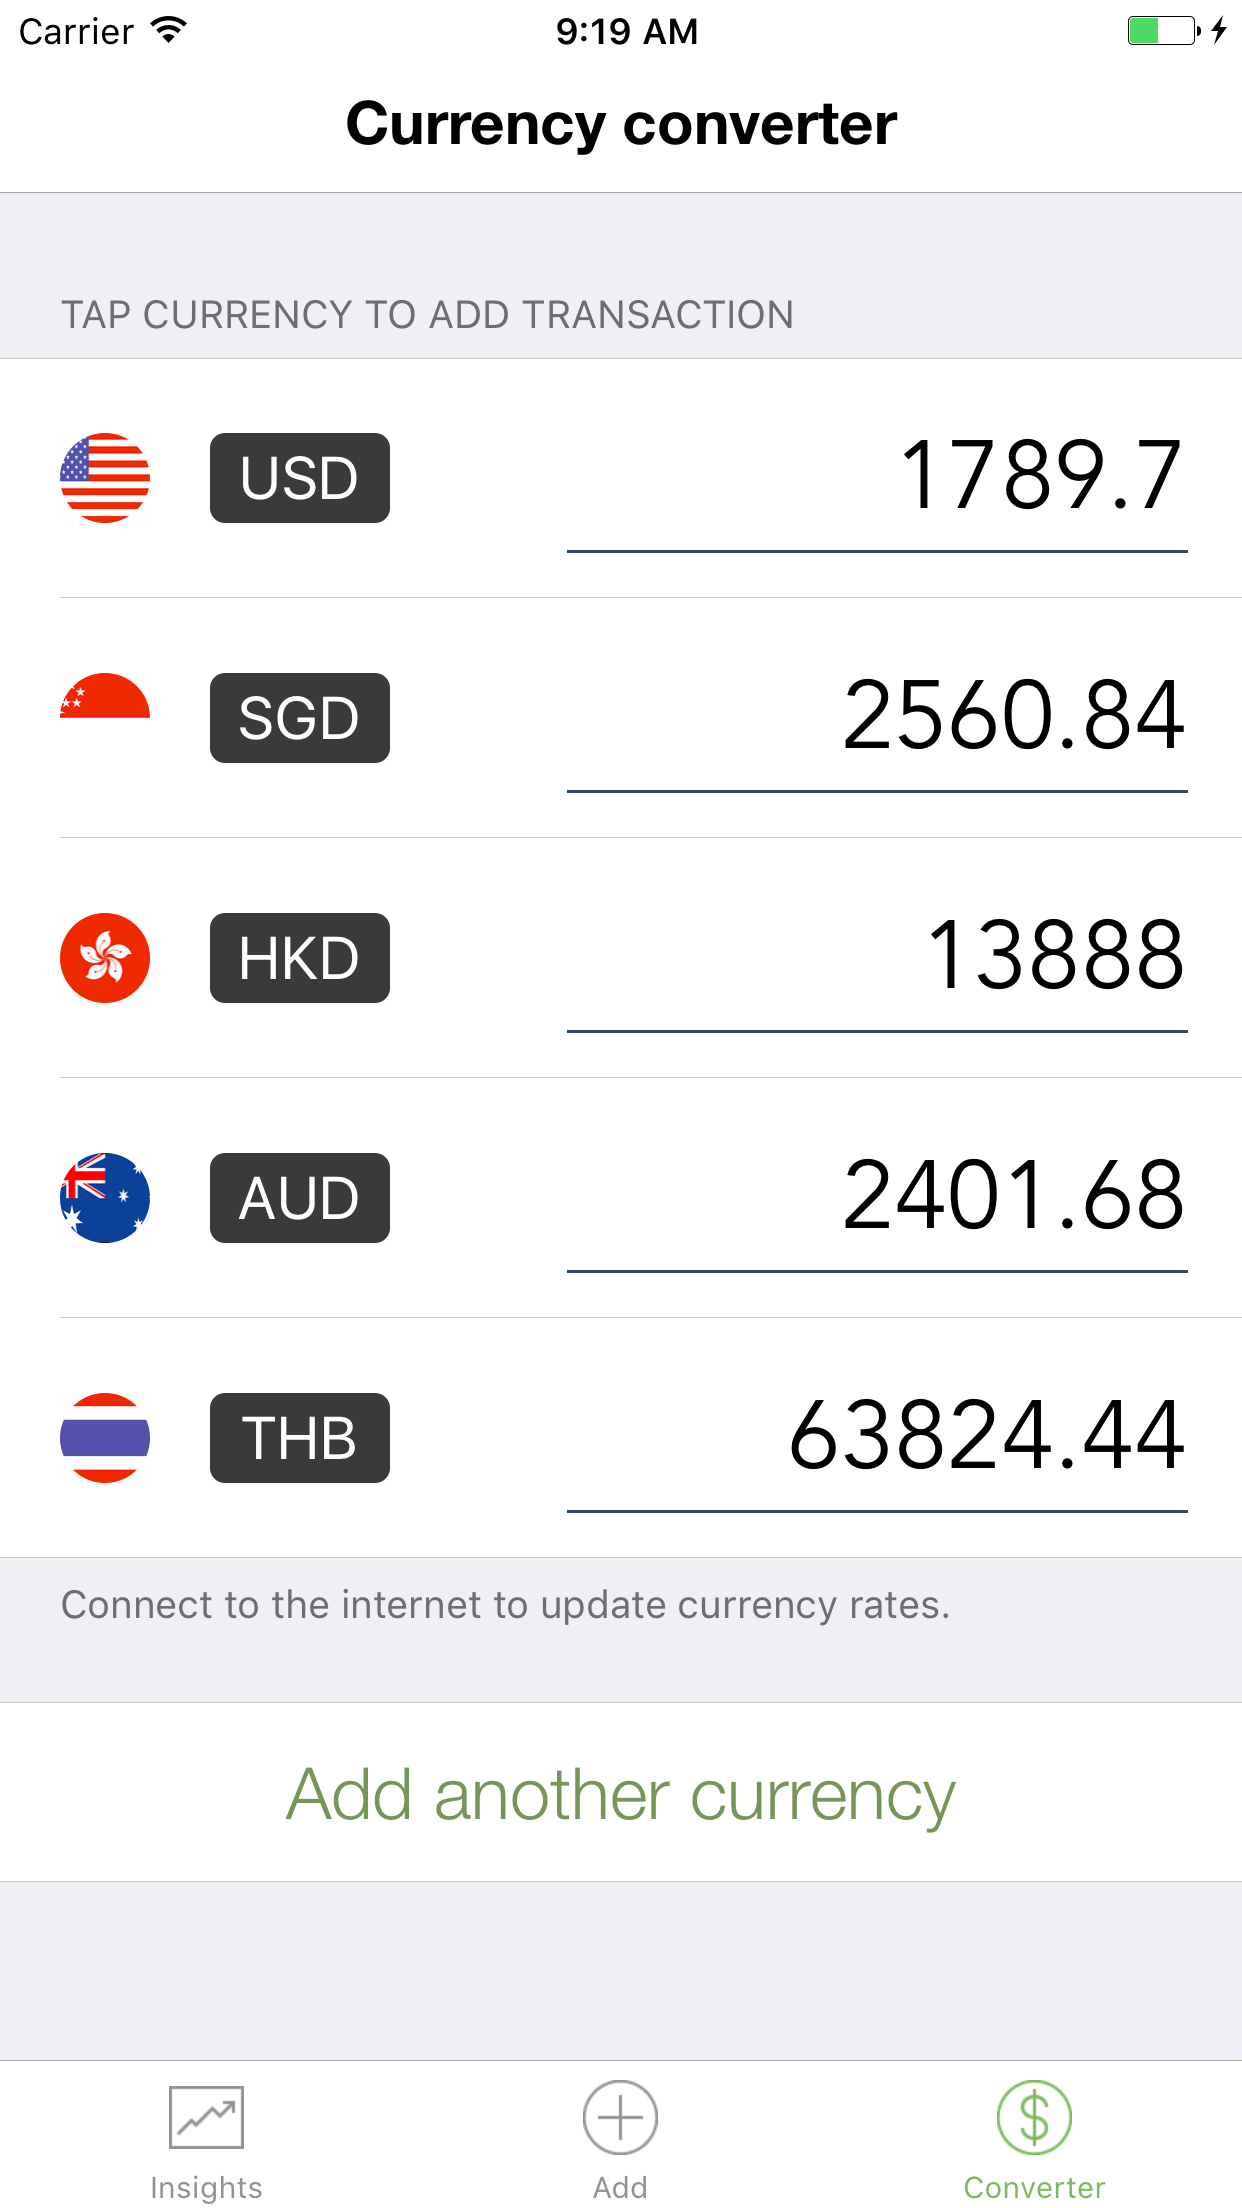 Carrier 9:19 AM
Currency converter
TAP CURRENCY TO ADD TRANSACTION
USD 1789.7
SGD 2560.84
HKD 13888
AUD 2401.68
THB 63824.44
Connect to the internet to update currency rates.
Add another currency
Insights Add Converter